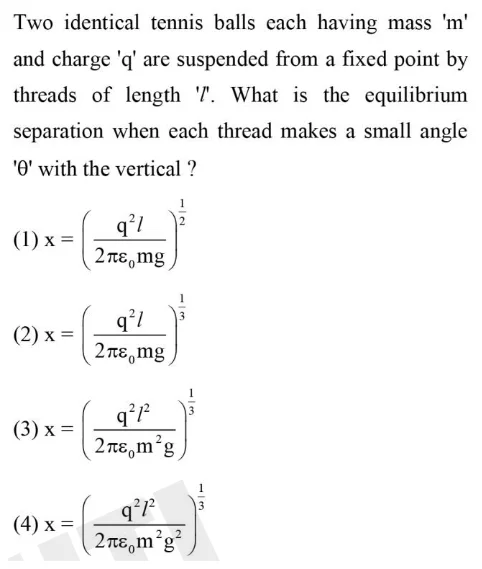 Two identical tennis balls each having mass 'm'
and charge 'q' are suspended from a fixed point by
threads of length 'l'. What is the equilibrium
separation when each thread makes a small angle
'θ' with the vertical ?
(1) x = (q²l / 2πε₀mg)^(1/2)
(2) x = (q²l / 2πε₀mg)^(1/3)
(3) x = (q²l² / 2πε₀m²g)^(1/3)
(4) x = (q²l² / 2πε₀m²g²)^(1/3)